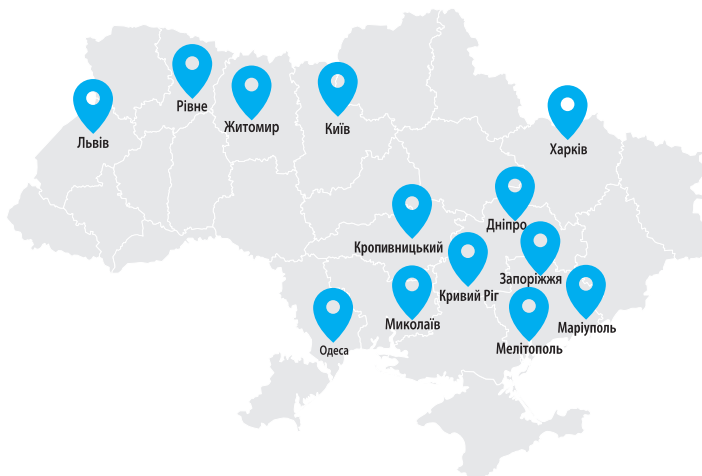 Рівне
Житомир
Київ
Львів
Харків
Дніпро
Кропивницький
Запоріжжя
Кривий Ріг
Миколаїв
Маріуполь
Одеса
Мелітополь